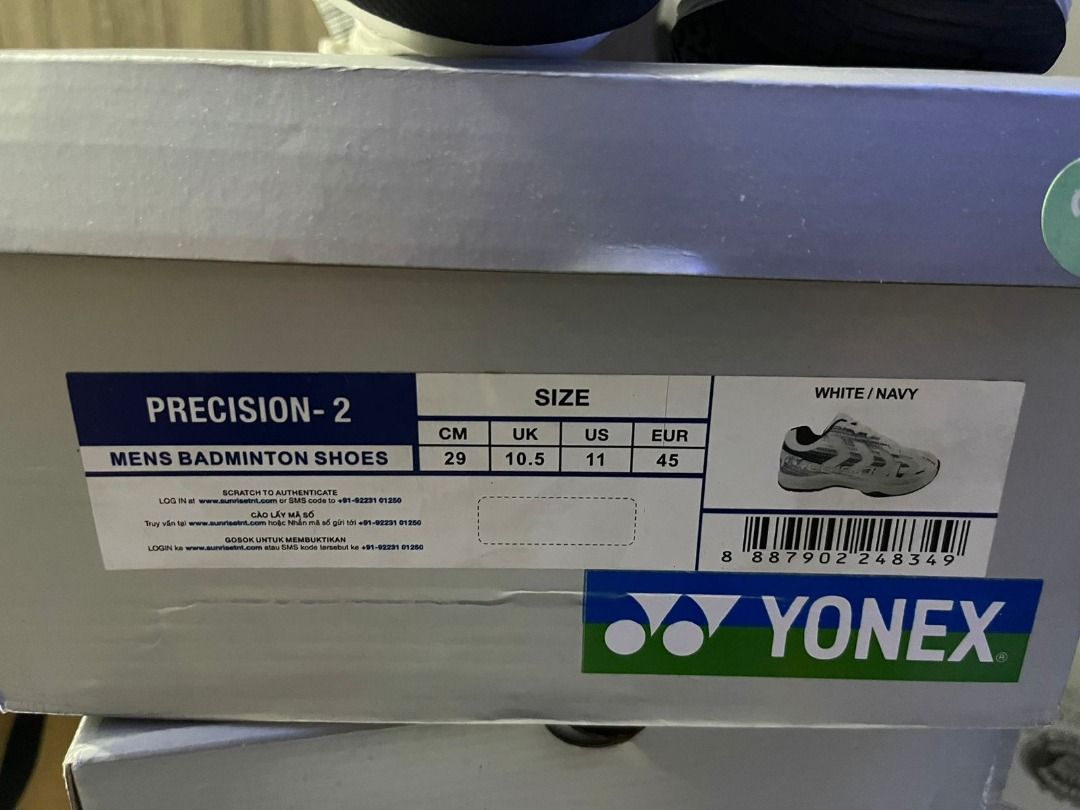 PRECISION- 2
MENS BADMINTON SHOES
SIZE
CM UK US EUR
29 10.5 11 45
WHITE / NAVY
SCRATCH TO AUTHENTICATE
LOG IN at www.sunrisetnt.com or SMS code to +91-92231 01250
CÀO LẤY MÃ SỐ
Truy vấn tại www.sunrisetnt.com hoặc Nhắn mã số gửi tới +91-92231 01250
GOSOK UNTUK MEMBUKTIKAN
LOGIN ke www.sunrisetnt.com atau SMS kode tersebut ke +91-92231 01250
8 887902 248349
YONEX®